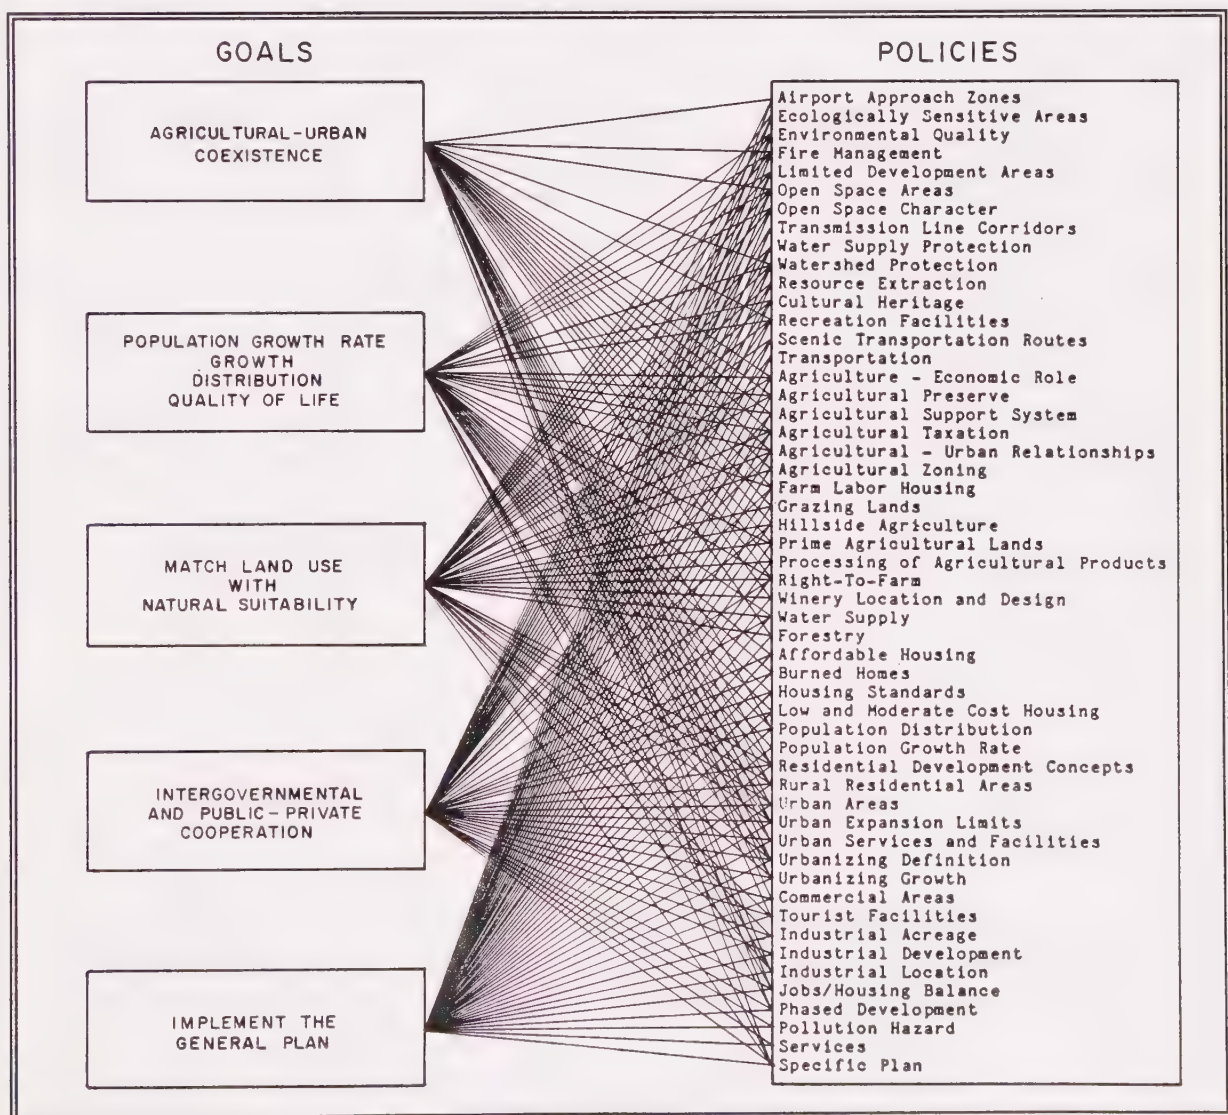 GOALS
AGRICULTURAL-URBAN
COEXISTENCE
POPULATION GROWTH RATE
GROWTH
DISTRIBUTION
QUALITY OF LIFE
MATCH LAND USE
WITH
NATURAL SUITABILITY
INTERGOVERNMENTAL
AND PUBLIC-PRIVATE
COOPERATION
IMPLEMENT THE
GENERAL PLAN
POLICIES
Airport Approach Zones
Ecologically Sensitive Areas
Environmental Quality
Fire Management
Limited Development Areas
Open Space Areas
Open Space Character
Transmission Line Corridors
Water Supply Protection
Watershed Protection
Resource Extraction
Cultural Heritage
Recreation Facilities
Scenic Transportation Routes
Transportation
Agriculture - Economic Role
Agricultural Preserve
Agricultural Support System
Agricultural Taxation
Agricultural - Urban Relationships
Agricultural Zoning
Farm Labor Housing
Grazing Lands
Hillside Agriculture
Prime Agricultural Lands
Processing of Agricultural Products
Right-To-Farm
Winery Location and Design
Water Supply
Forestry
Affordable Housing
Burned Homes
Housing Standards
Low and Moderate Cost Housing
Population Distribution
Population Growth Rate
Residential Development Concepts
Rural Residential Areas
Urban Areas
Urban Expansion Limits
Urban Services and Facilities
Urbanizing Definition
Urbanizing Growth
Commercial Areas
Tourist Facilities
Industrial Acreage
Industrial Development
Industrial Location
Jobs/Housing Balance
Phased Development
Pollution Hazard
Services
Specific Plan